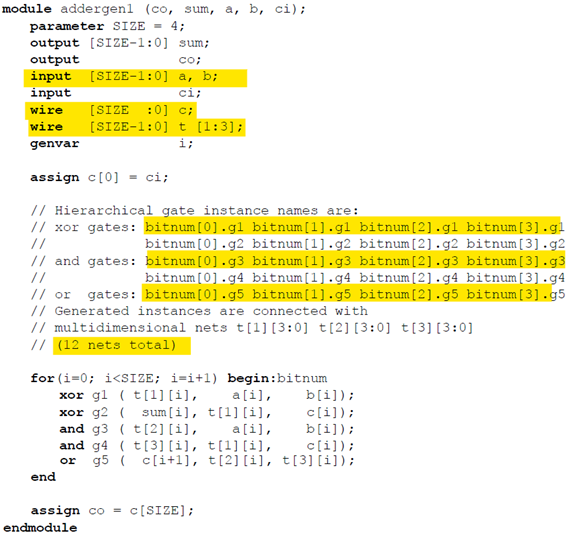 module addergen1 (co, sum, a, b, ci);
parameter SIZE = 4;
output [SIZE-1:0] sum;
output co;
input [SIZE-1:0] a, b;
input ci;
wire [SIZE :0] c;
wire [SIZE-1:0] t [1:3];
genvar i;
assign c[0] = ci;
// Hierarchical gate instance names are:
// xor gates: bitnum[0].g1 bitnum[1].g1 bitnum[2].g1 bitnum[3].g1
// bitnum[0].g2 bitnum[1].g2 bitnum[2].g2 bitnum[3].g2
// and gates: bitnum[0].g3 bitnum[1].g3 bitnum[2].g3 bitnum[3].g3
// bitnum[0].g4 bitnum[1].g4 bitnum[2].g4 bitnum[3].g4
// or gates: bitnum[0].g5 bitnum[1].g5 bitnum[2].g5 bitnum[3].g5
// Generated instances are connected with
// multidimensional nets t[1][3:0] t[2][3:0] t[3][3:0]
// (12 nets total)
for(i=0; i<SIZE; i=i+1) begin:bitnum
xor g1 ( t[1][i], a[i], b[i]);
xor g2 ( sum[i], t[1][i], c[i]);
and g3 ( t[2][i], a[i], b[i]);
and g4 ( t[3][i], t[1][i], c[i]);
or g5 ( c[i+1], t[2][i], t[3][i]);
end
assign co = c[SIZE];
endmodule